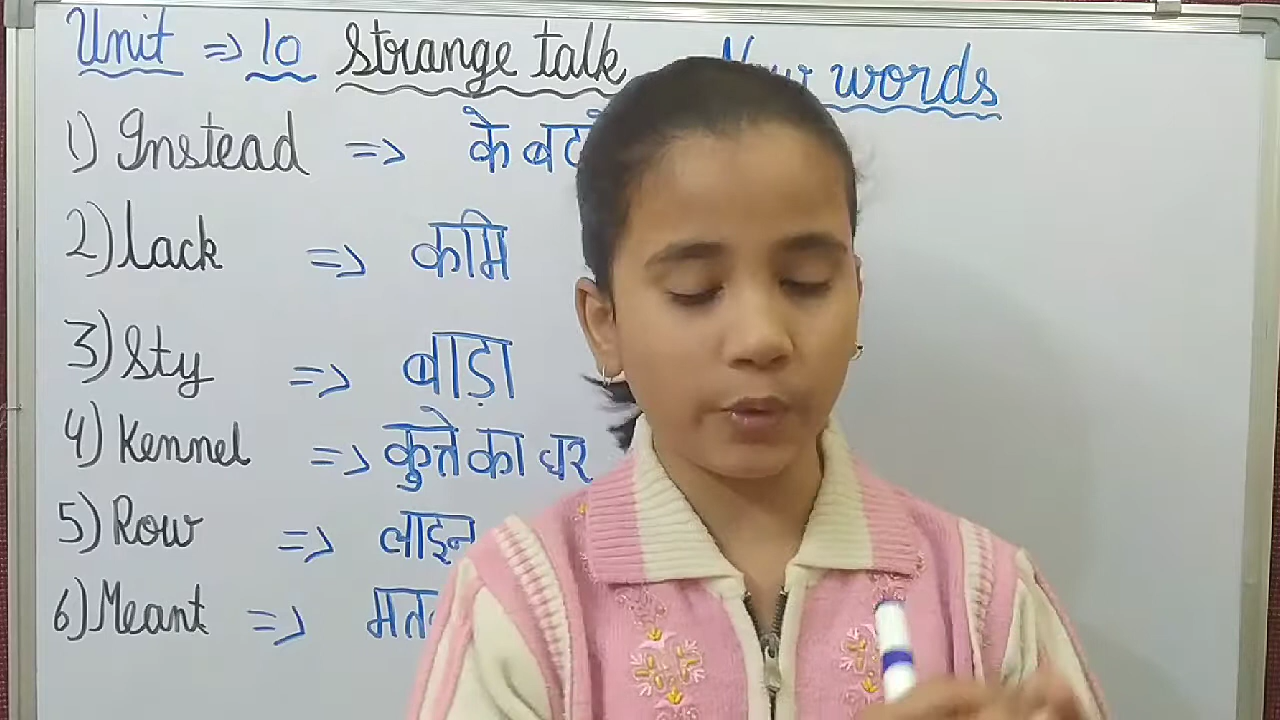 Unit => 10 Strange talk New words
1) Instead => के
2) lack => कमि
3) Sty => बाड़ा
4) Kennel => कुत्ते का घर
5) Row => लाइन
6) Meant =>